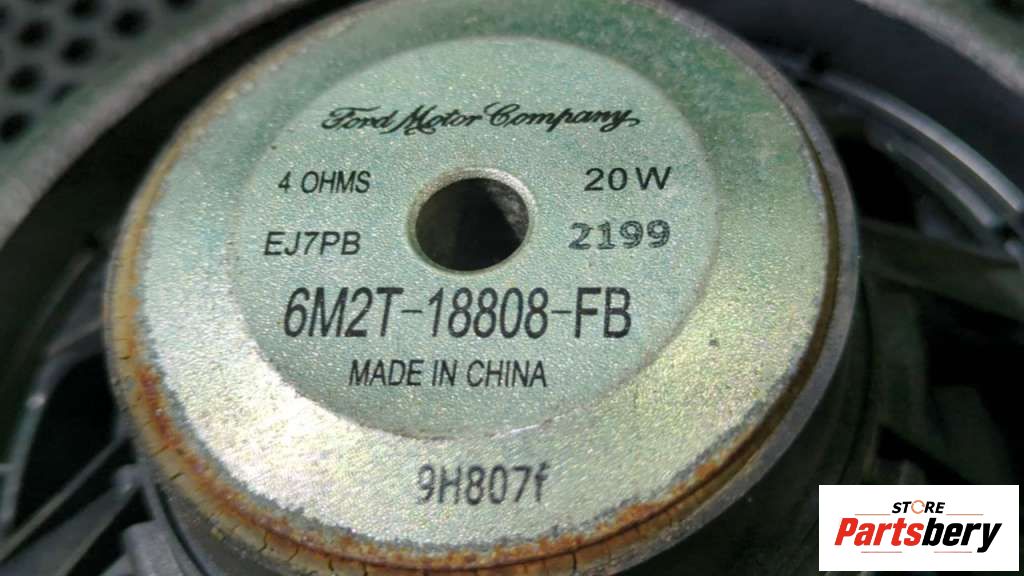 Ford Motor Company
4 OHMS 20W
EJ7PB 2199
6M2T-18808-FB
MADE IN CHINA
9H807f
STORE
Partsbery